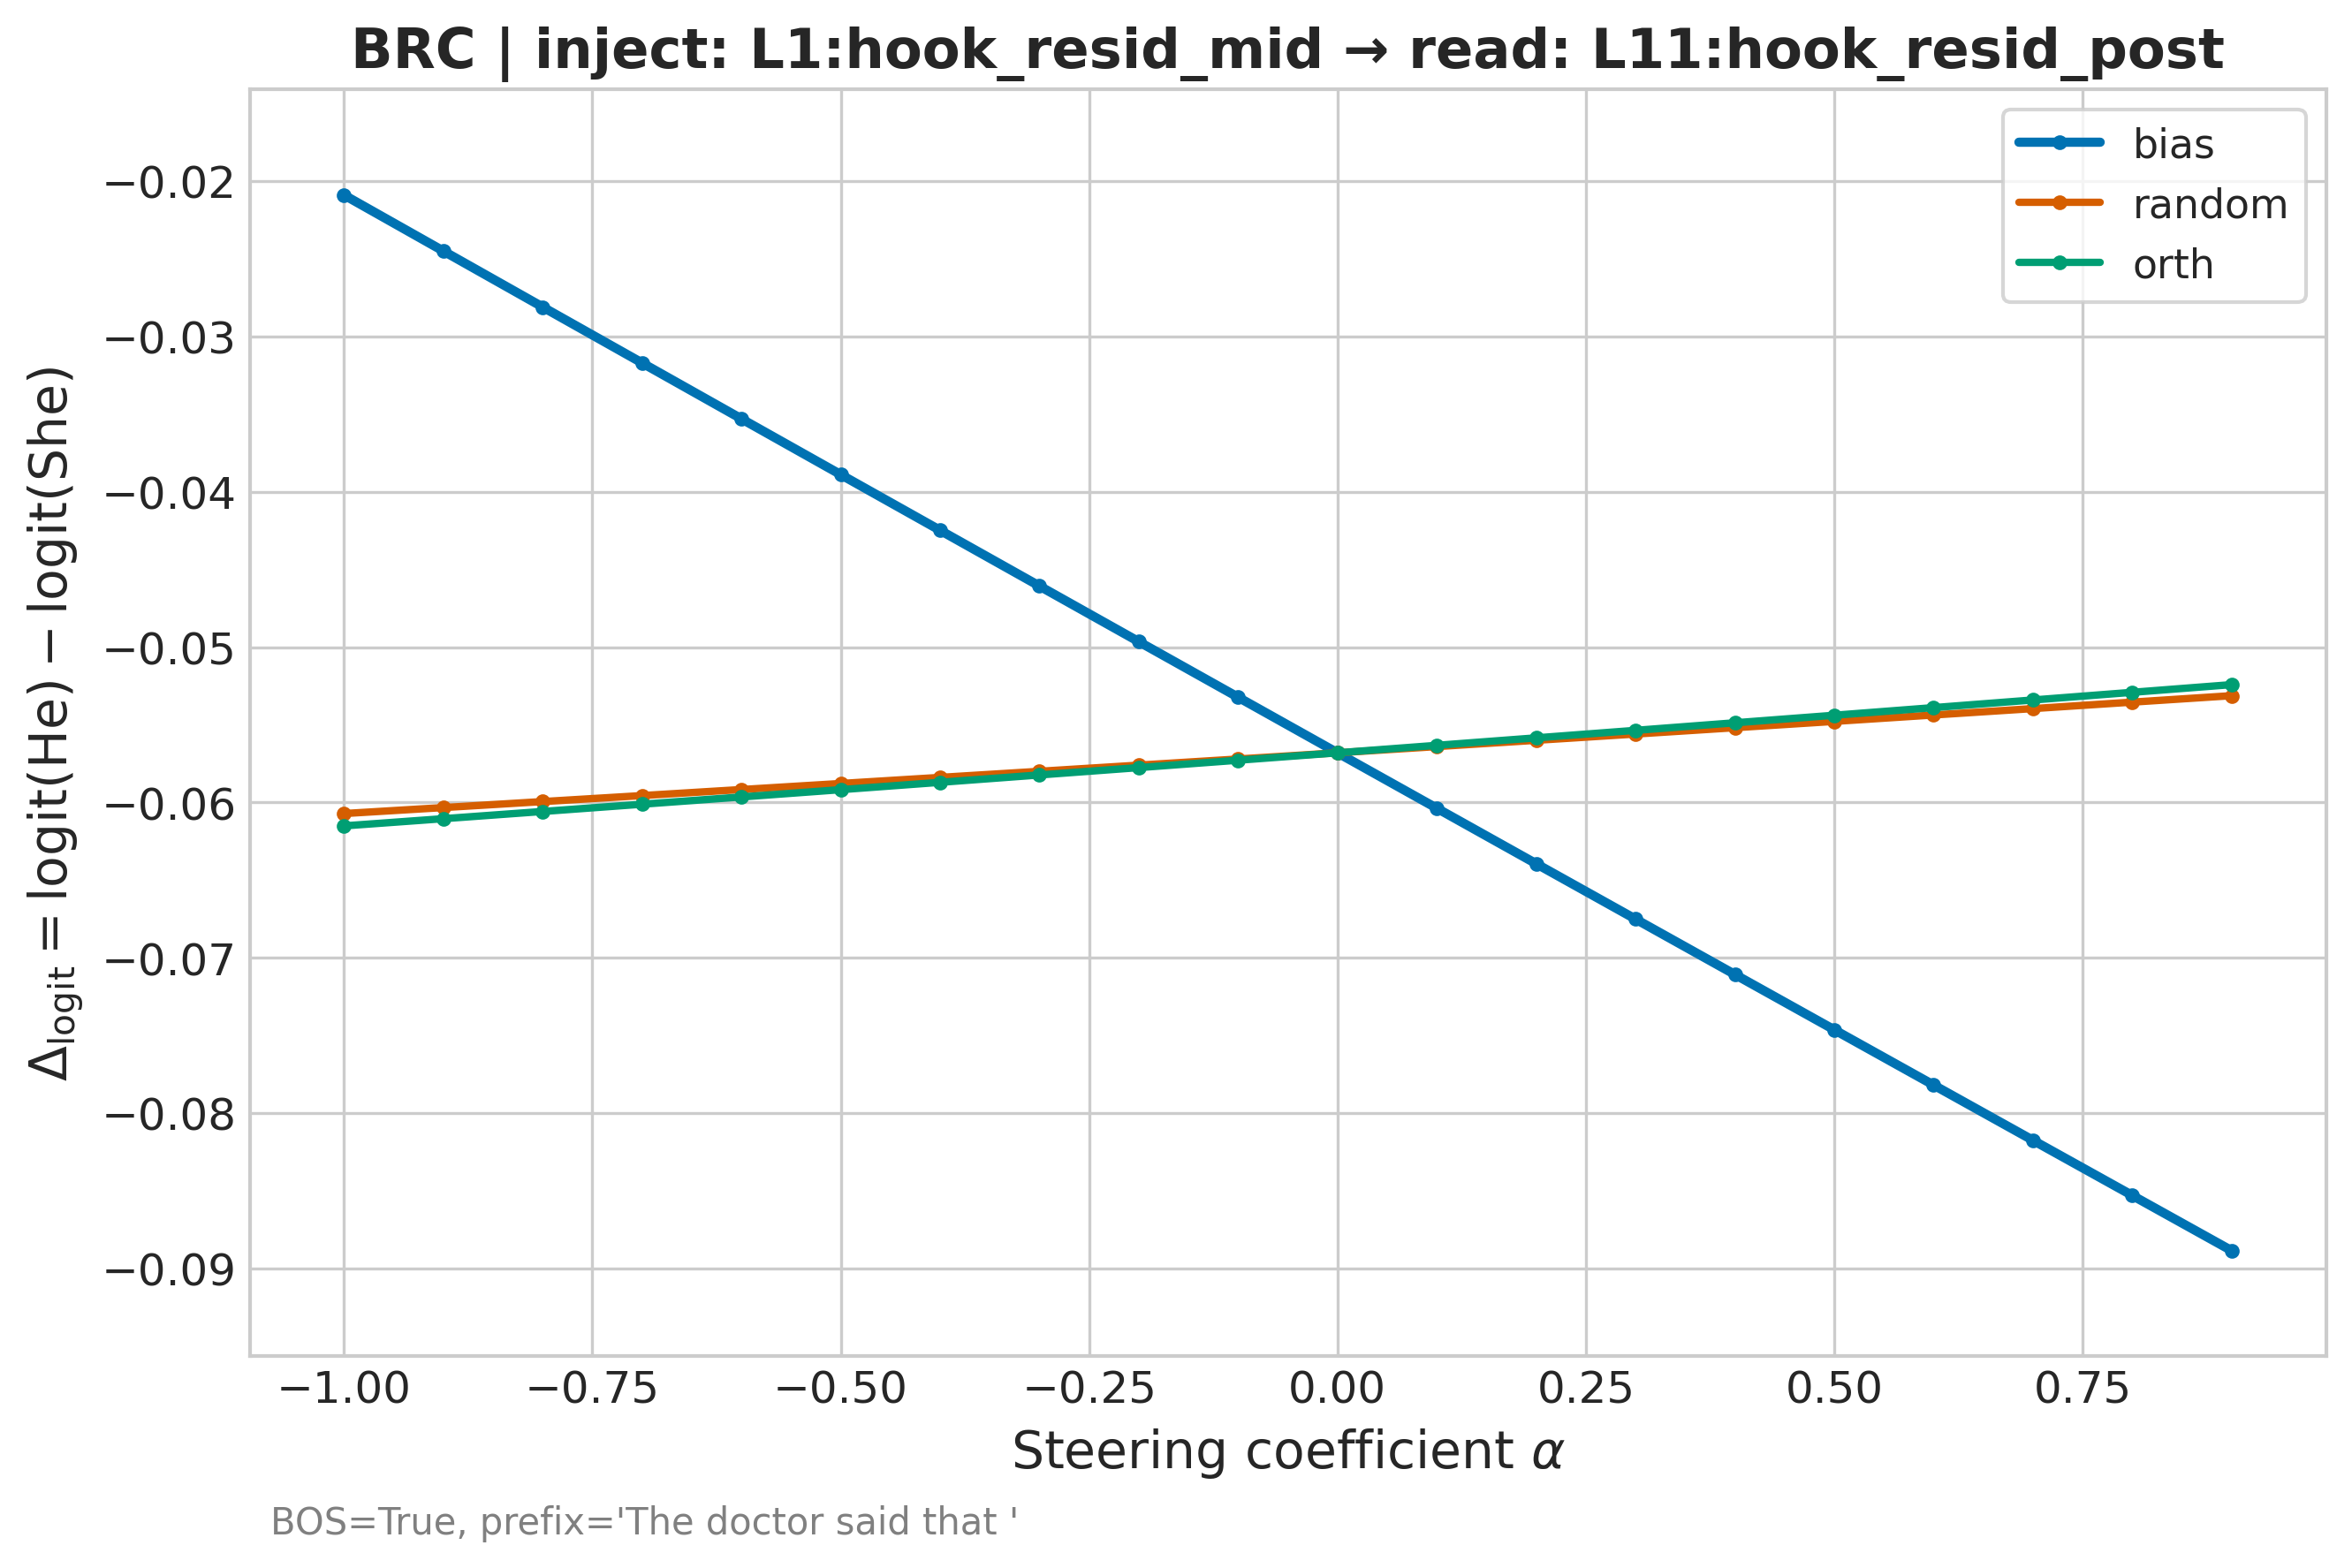 BRC | inject: L1:hook_resid_mid → read: L11:hook_resid_post
bias
random
orth
Δlogit = logit(He) − logit(She)
−0.02
−0.03
−0.04
−0.05
−0.06
−0.07
−0.08
−0.09
−1.00 −0.75 −0.50 −0.25 0.00 0.25 0.50 0.75
Steering coefficient α
BOS=True, prefix='The doctor said that '